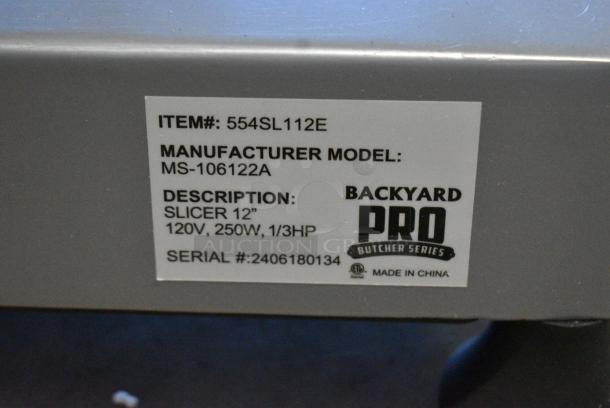 ITEM#: 554SL112E
MANUFACTURER MODEL:
MS-106122A
DESCRIPTION:
SLICER 12"
120V, 250W, 1/3HP
SERIAL #:2406180134
BACKYARD
PRO
BUTCHER SERIES
MADE IN CHINA